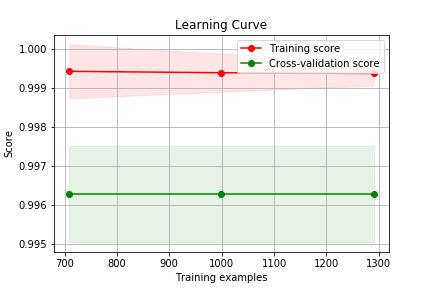 Learning Curve
1.000
0.999
0.998
0.997
0.996
0.995
Score
Training score
Cross-validation score
700 800 900 1000 1100 1200 1300
Training examples